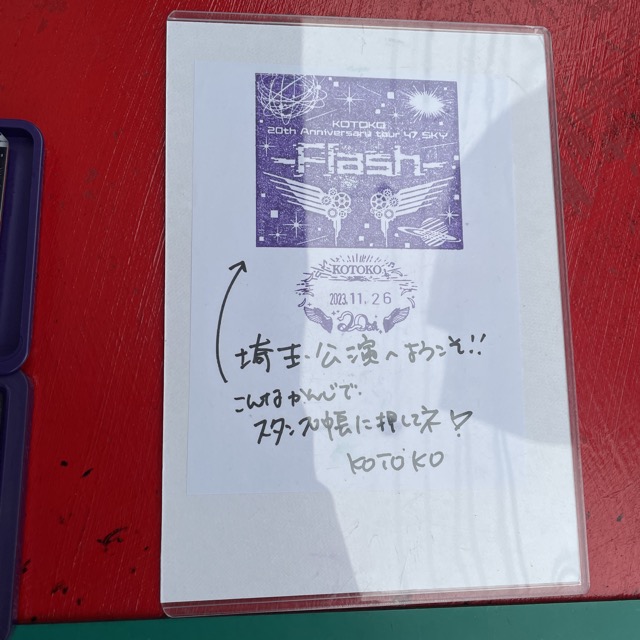 KOTOKO
20th Anniversary tour 47 SKY
-Flash-
KOTOKO
2023.11.26
20th
埼玉公演へようこそ!!
こんなかんじで
スタンプ帳に押してネ♡
KOTOKO